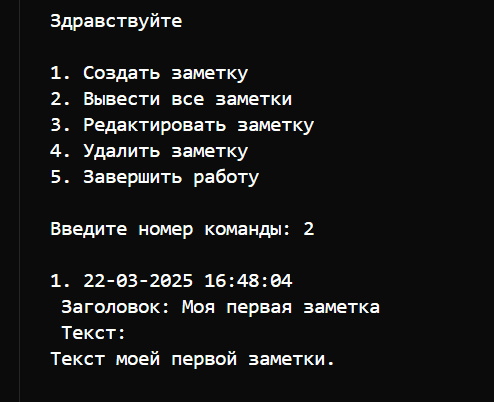 Здравствуйте
1. Создать заметку
2. Вывести все заметки
3. Редактировать заметку
4. Удалить заметку
5. Завершить работу
Введите номер команды: 2
1. 22-03-2025 16:48:04
Заголовок: Моя первая заметка
Текст:
Текст моей первой заметки.